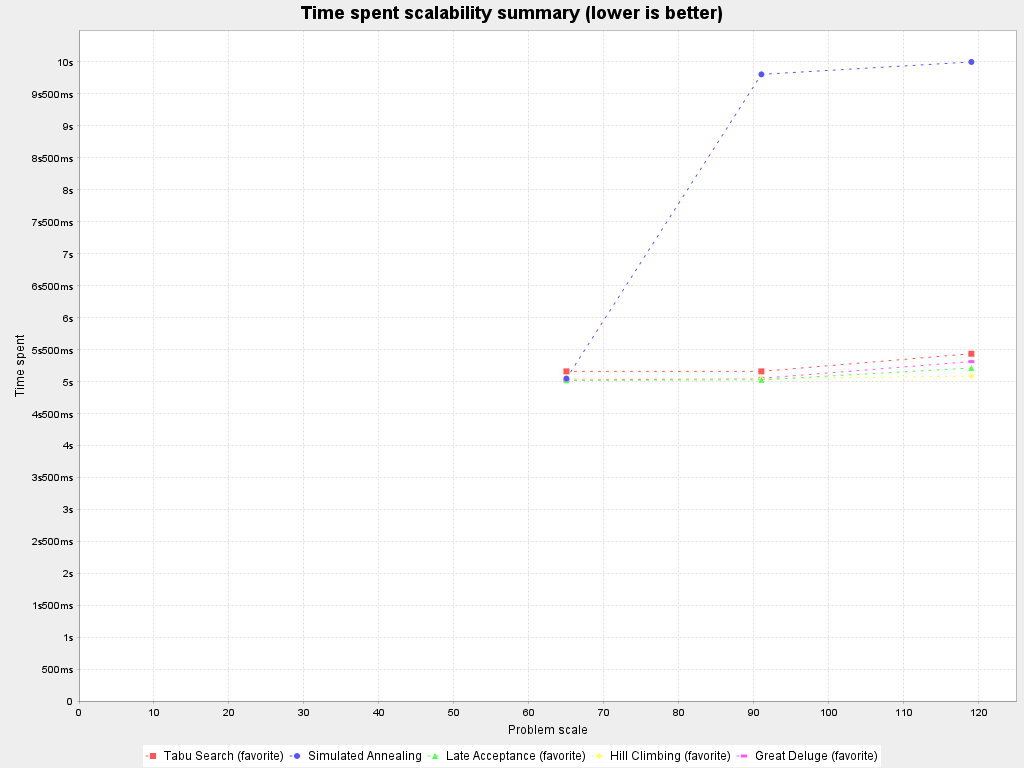 Time spent scalability summary (lower is better)
Time spent
10s
9s500ms
9s
8s500ms
8s
7s500ms
7s
6s500ms
6s
5s500ms
5s
4s500ms
4s
3s500ms
3s
2s500ms
2s
1s500ms
1s
500ms
0
0 10 20 30 40 50 60 70 80 90 100 110 120
Problem scale
Tabu Search (favorite) Simulated Annealing Late Acceptance (favorite) Hill Climbing (favorite) Great Deluge (favorite)